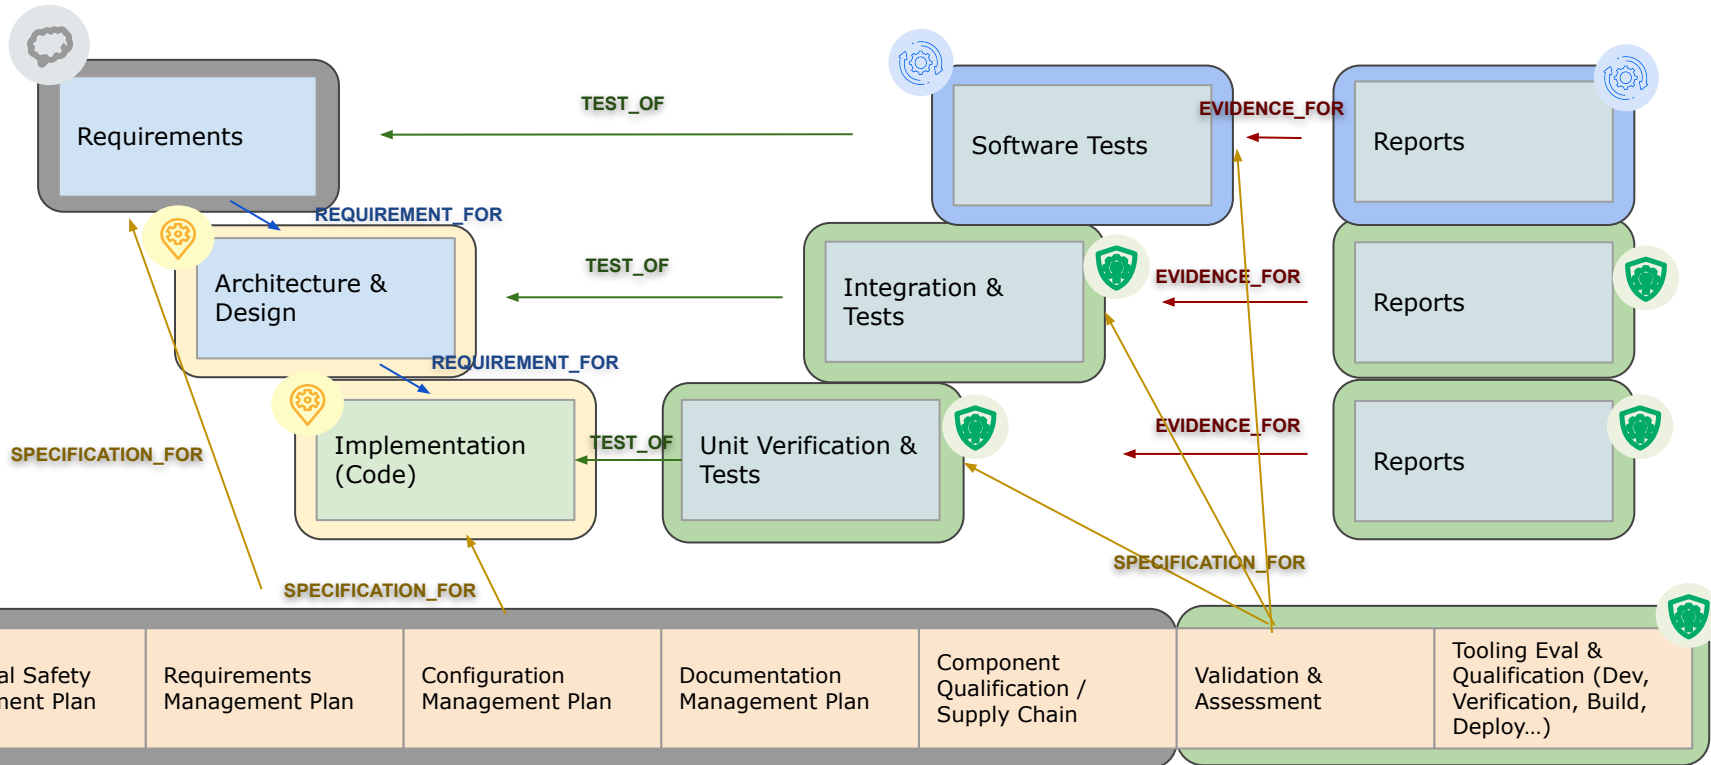 TEST_OF
EVIDENCE_FOR
Requirements
Software Tests
Reports
REQUIREMENT_FOR
TEST_OF
EVIDENCE_FOR
Architecture &
Design
Integration &
Tests
Reports
REQUIREMENT_FOR
EVIDENCE_FOR
TEST_OF
Implementation
(Code)
Unit Verification &
Tests
Reports
SPECIFICATION_FOR
SPECIFICATION_FOR
SPECIFICATION_FOR
al Safety
ment Plan
Requirements
Management Plan
Configuration
Management Plan
Documentation
Management Plan
Component
Qualification /
Supply Chain
Validation &
Assessment
Tooling Eval &
Qualification (Dev,
Verification, Build,
Deploy...)